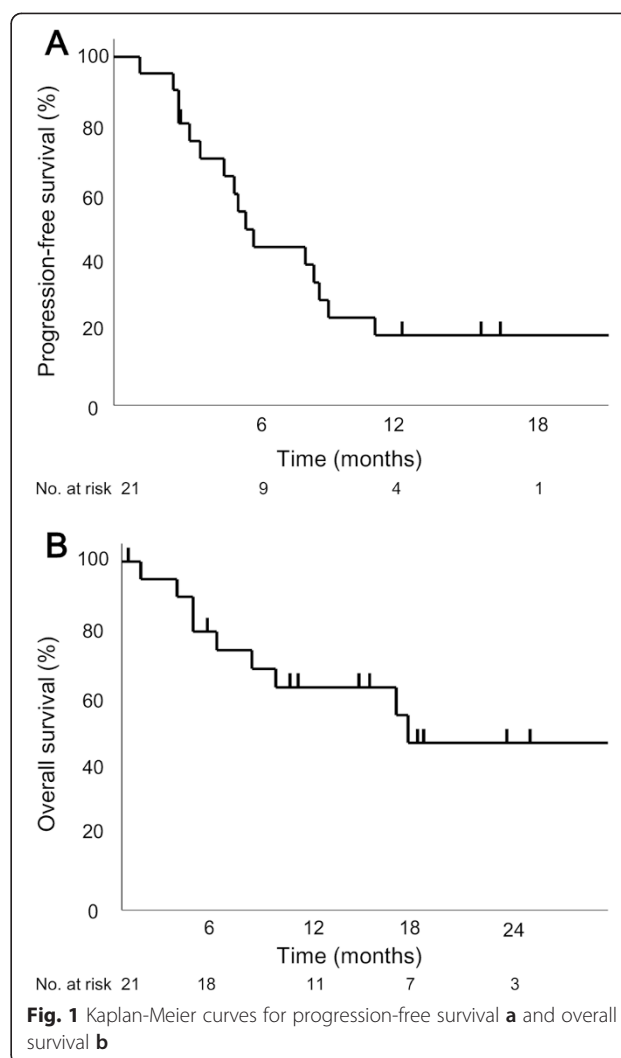 A
Progression-free survival (%)
100
80
60
40
20
0
6 12 18
Time (months)
No. at risk 21 9 4 1
B
Overall survival (%)
100
80
60
40
20
0
6 12 18 24
Time (months)
No. at risk 21 18 11 7 3
Fig. 1 Kaplan-Meier curves for progression-free survival a and overall
survival b